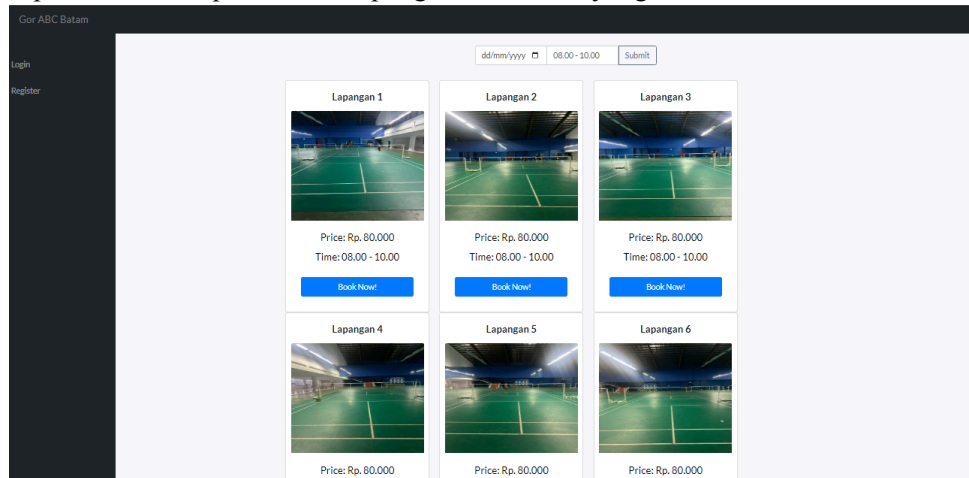 Gor ABC Batam
Login
Register
dd/mm/yyyy 08.00 - 10.00 Submit
Lapangan 1 Lapangan 2 Lapangan 3
Price: Rp. 80.000 Price: Rp. 80.000 Price: Rp. 80.000
Time: 08.00 - 10.00 Time: 08.00 - 10.00 Time: 08.00 - 10.00
Book Now! Book Now! Book Now!
Lapangan 4 Lapangan 5 Lapangan 6
Price: Rp. 80.000 Price: Rp. 80.000 Price: Rp. 80.000